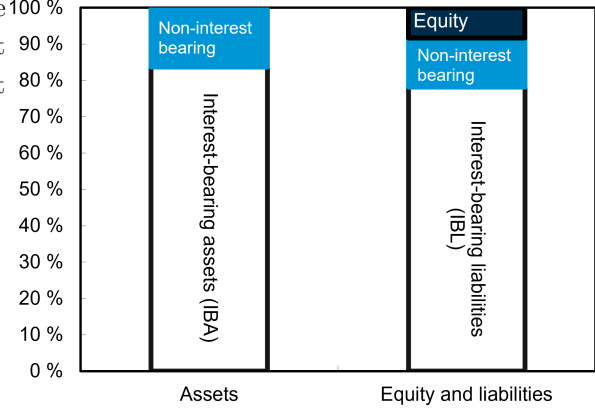 e
t
t
100 %
90 %
80 %
70 %
60 %
50 %
40 %
30 %
20 %
10 %
0 %
Non-interest
bearing
Interest-bearing assets (IBA)
Equity
Non-interest
bearing
Interest-bearing liabilities
(IBL)
Assets
Equity and liabilities